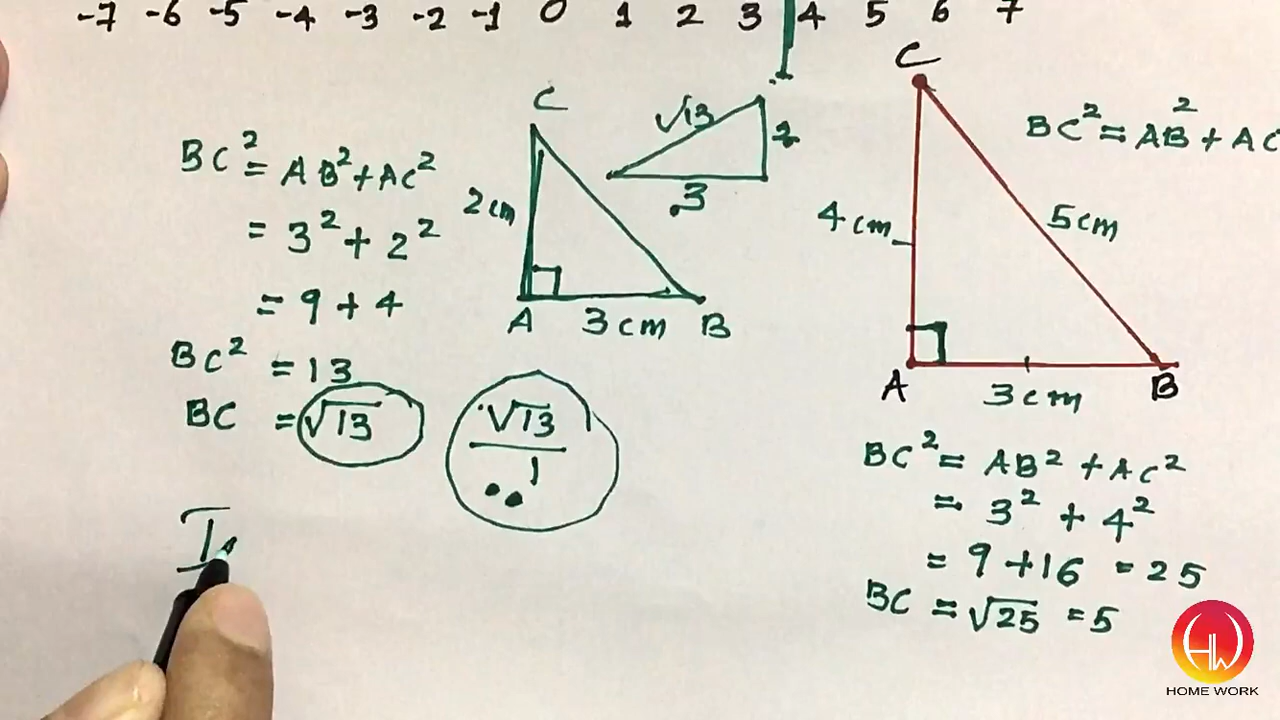 -7 -6 -5 -4 -3 -2 -1 0 1 2 3 4 5 6 7
BC² = AB² + AC²
= 3² + 2²
= 9 + 4
BC² = 13
BC = √13
C
2cm
A 3cm B
√13
2
3
√13
1
C
4cm
5cm
A 3cm B
BC² = AB² + AC
BC² = AB² + AC²
= 3² + 4²
= 9 + 16 = 25
BC = √25 = 5
HW
HOME WORK